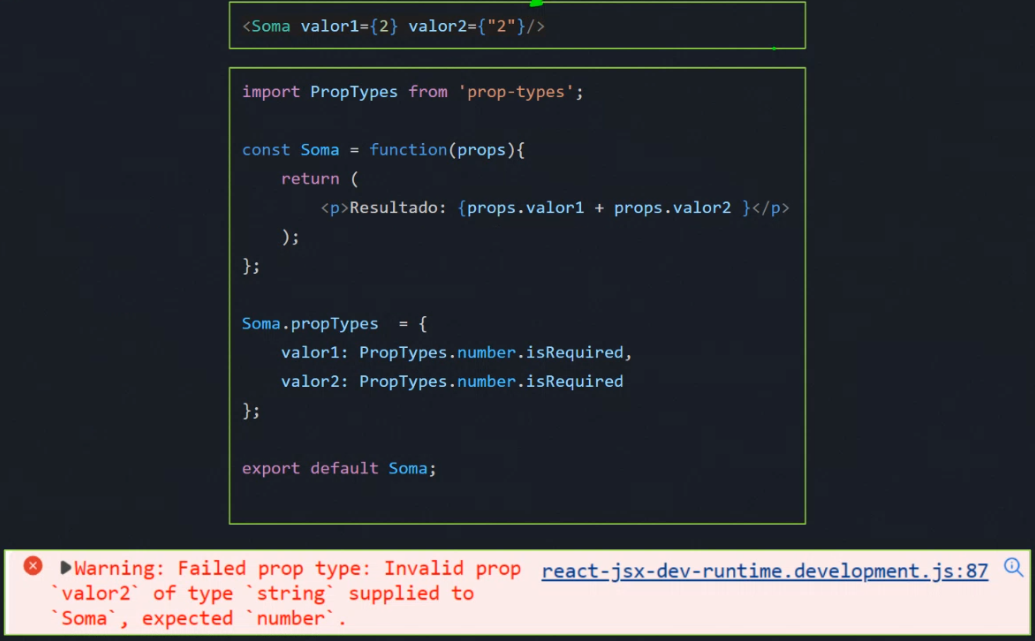 <Soma valor1={2} valor2={"2"}/>
import PropTypes from 'prop-types';
const Soma = function(props){
return (
<p>Resultado: {props.valor1 + props.valor2 }</p>
);
};
Soma.propTypes  = {
valor1: PropTypes.number.isRequired,
valor2: PropTypes.number.isRequired
};
export default Soma;
Warning: Failed prop type: Invalid prop react-jsx-dev-runtime.development.js:87
`valor2` of type `string` supplied to
`Soma`, expected `number`.